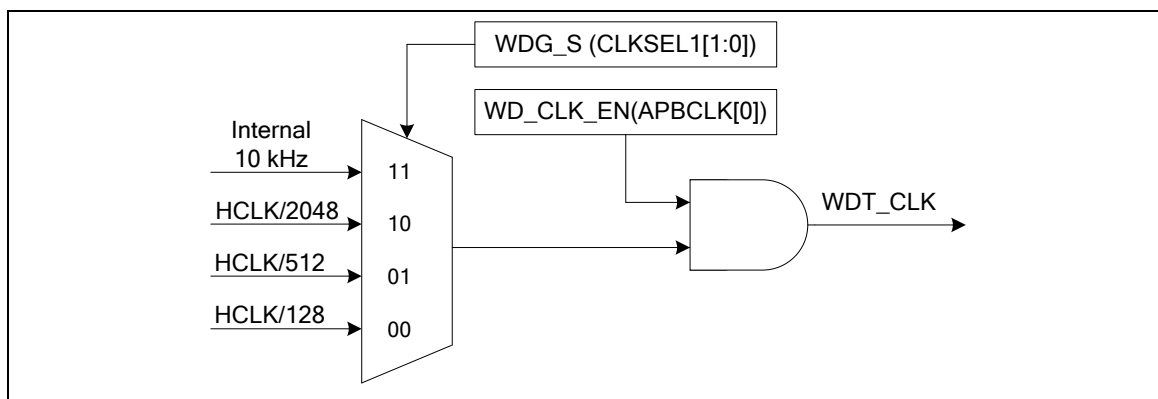 WDG_S (CLKSEL1[1:0])
WD_CLK_EN(APBCLK[0])
Internal
10 kHz
11
HCLK/2048
10
HCLK/512
01
HCLK/128
00
WDT_CLK